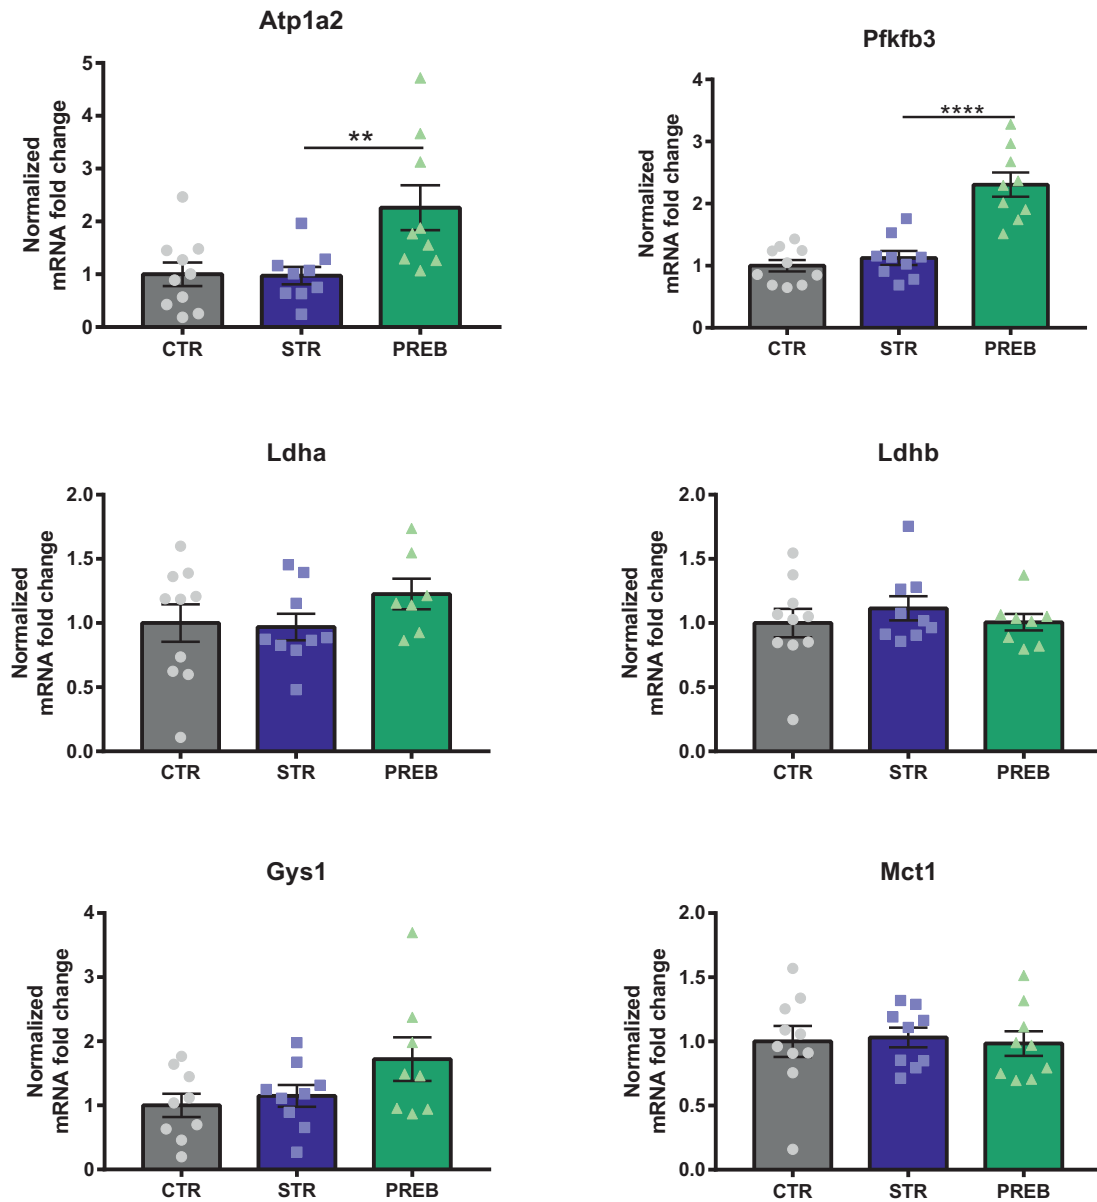 Atp1a2
Normalized
mRNA fold change
5
4
3
2
1
0
**
CTR
STR
PREB
Pfkfb3
Normalized
mRNA fold change
4
3
2
1
0
****
CTR
STR
PREB
Ldha
Normalized
mRNA fold change
2.0
1.5
1.0
0.5
0.0
CTR
STR
PREB
Ldhb
Normalized
mRNA fold change
2.0
1.5
1.0
0.5
0.0
CTR
STR
PREB
Gys1
Normalized
mRNA fold change
4
3
2
1
0
CTR
STR
PREB
Mct1
Normalized
mRNA fold change
2.0
1.5
1.0
0.5
0.0
CTR
STR
PREB